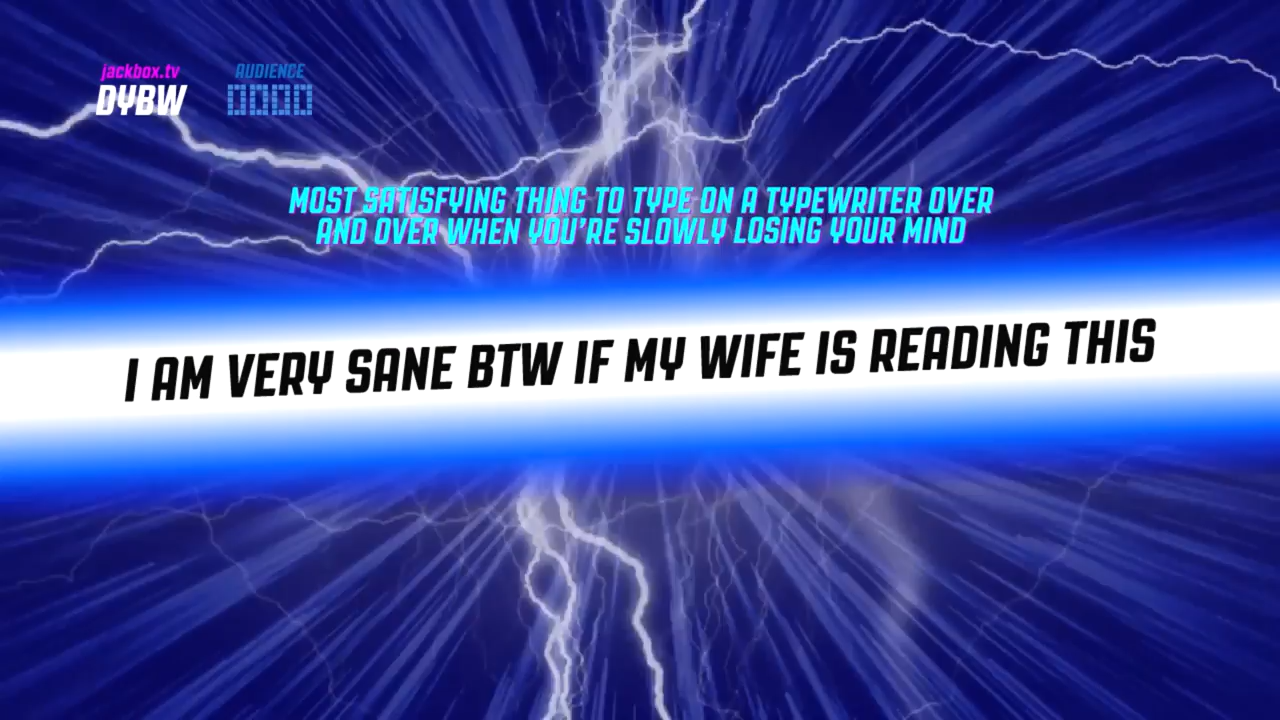 jackbox.tv
AUDIENCE
DYBW
MOST SATISFYING THING TO TYPE ON A TYPEWRITER OVER
AND OVER WHEN YOU'RE SLOWLY LOSING YOUR MIND
I AM VERY SANE BTW IF MY WIFE IS READING THIS